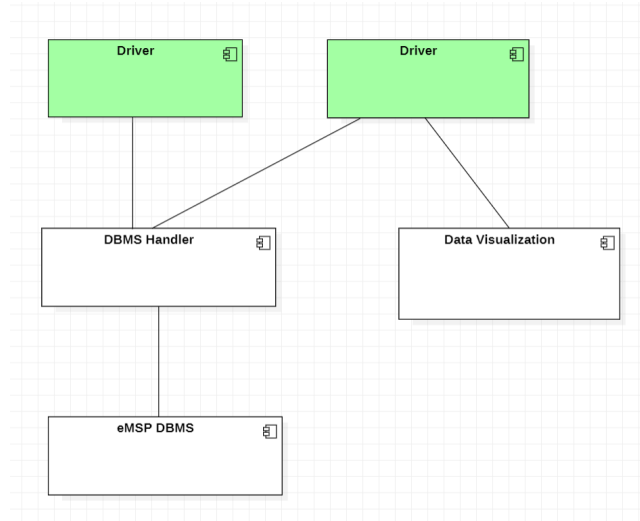 Driver
Driver
DBMS Handler
Data Visualization
eMSP DBMS